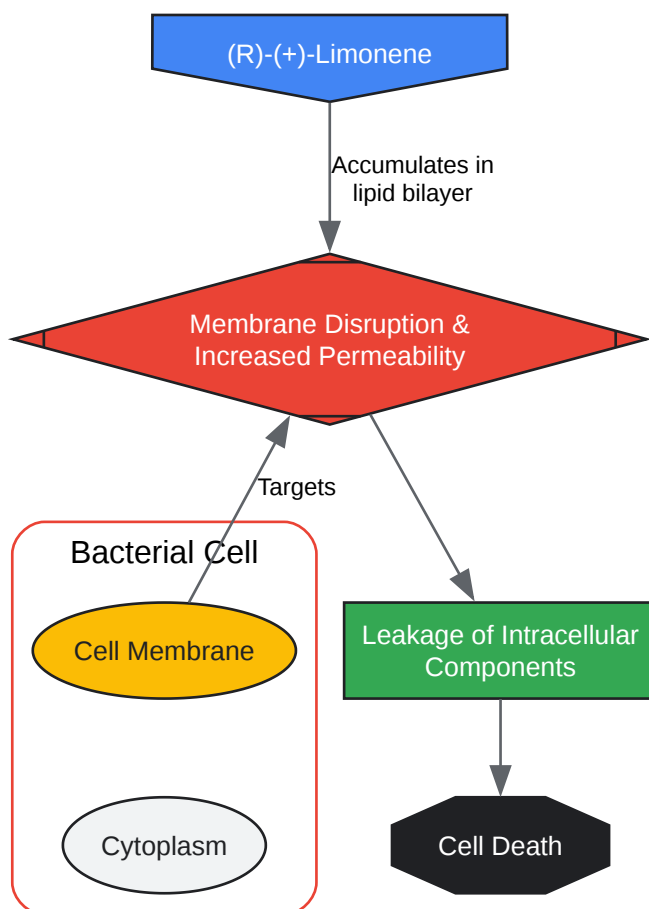 (R)-(+)-Limonene
Accumulates in
lipid bilayer
Membrane Disruption &
Increased Permeability
Targets
Bacterial Cell
Cell Membrane
Leakage of Intracellular
Components
Cytoplasm
Cell Death